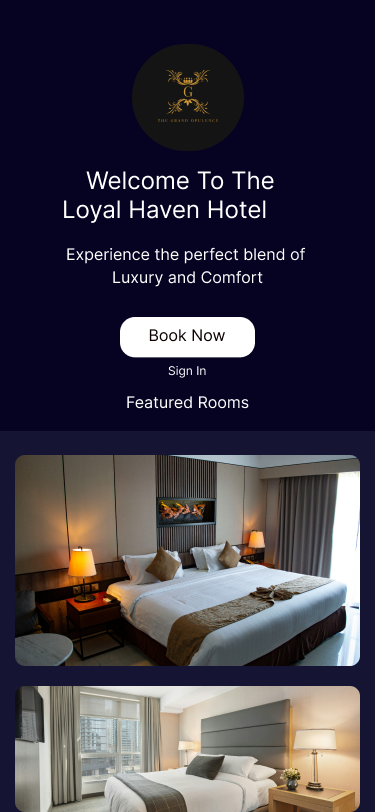 G
THE GRAND OPULENCE
Welcome To The
Loyal Haven Hotel
Experience the perfect blend of
Luxury and Comfort
Book Now
Sign In
Featured Rooms